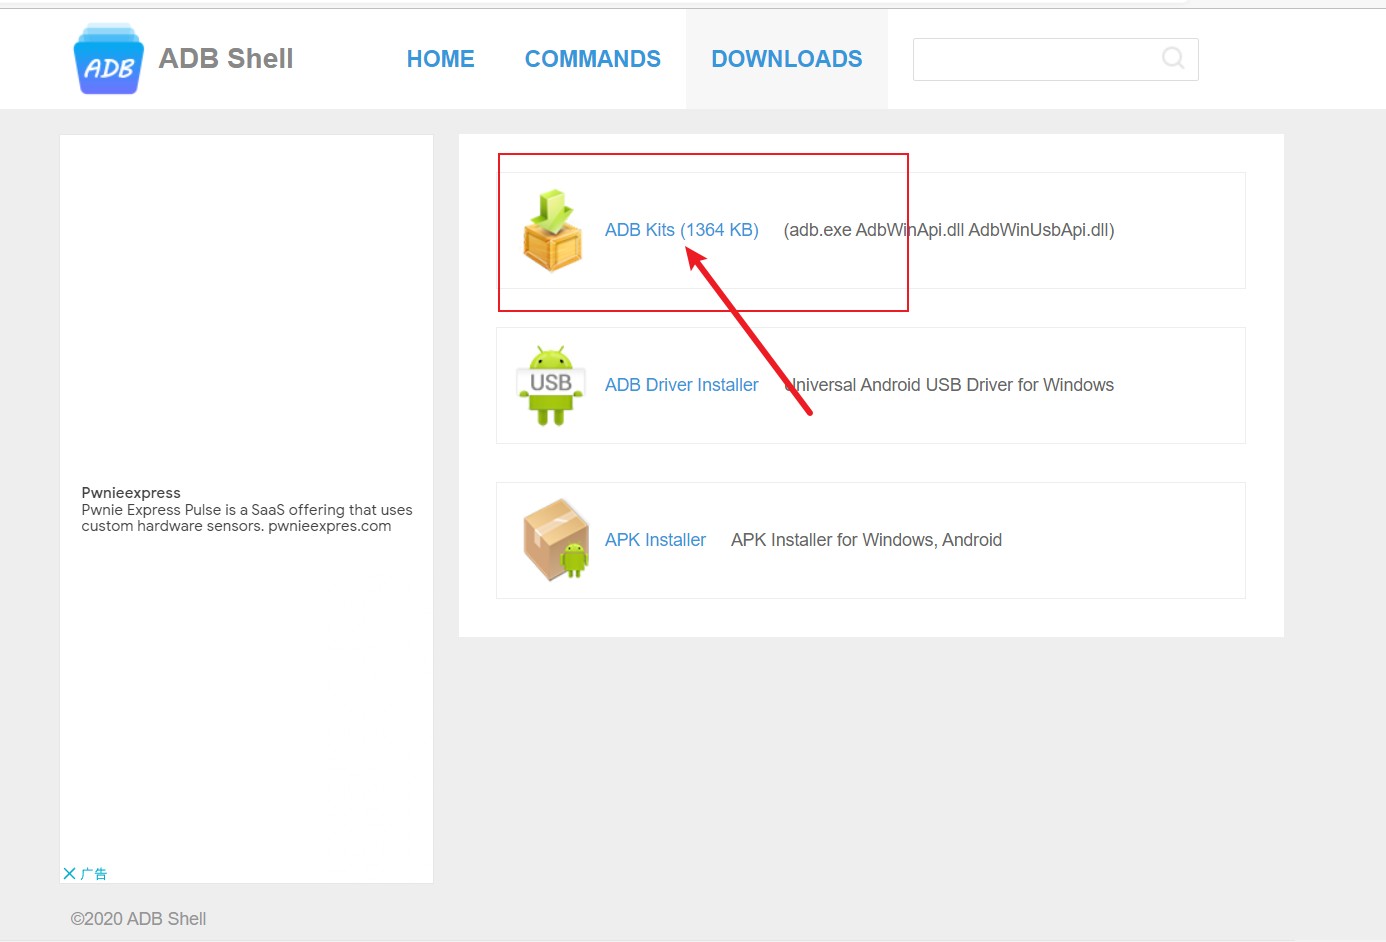 ADB
ADB Shell
HOME
COMMANDS
DOWNLOADS
ADB Kits (1364 KB)
(adb.exe AdbWinApi.dll AdbWinUsbApi.dll)
USB
ADB Driver Installer
Universal Android USB Driver for Windows
APK Installer
APK Installer for Windows, Android
Pwnieexpress
Pwnie Express Pulse is a SaaS offering that uses
custom hardware sensors. pwnieexpres.com
广告
©2020 ADB Shell